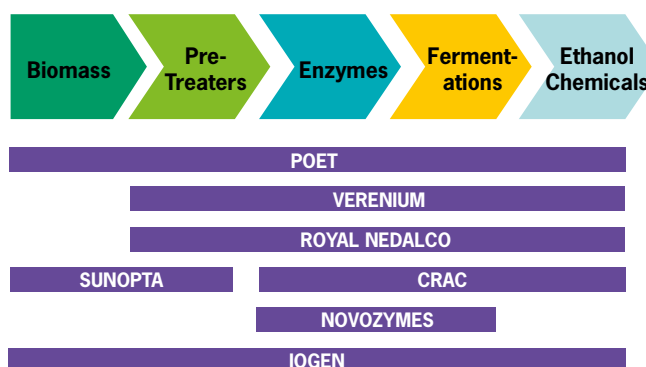 Biomass
Pre-
Treaters
Enzymes
Ferment-
ations
Ethanol
Chemicals
POET
VERENIUM
ROYAL NEDALCO
SUNOPTA
CRAC
NOVOZYMES
IOGEN